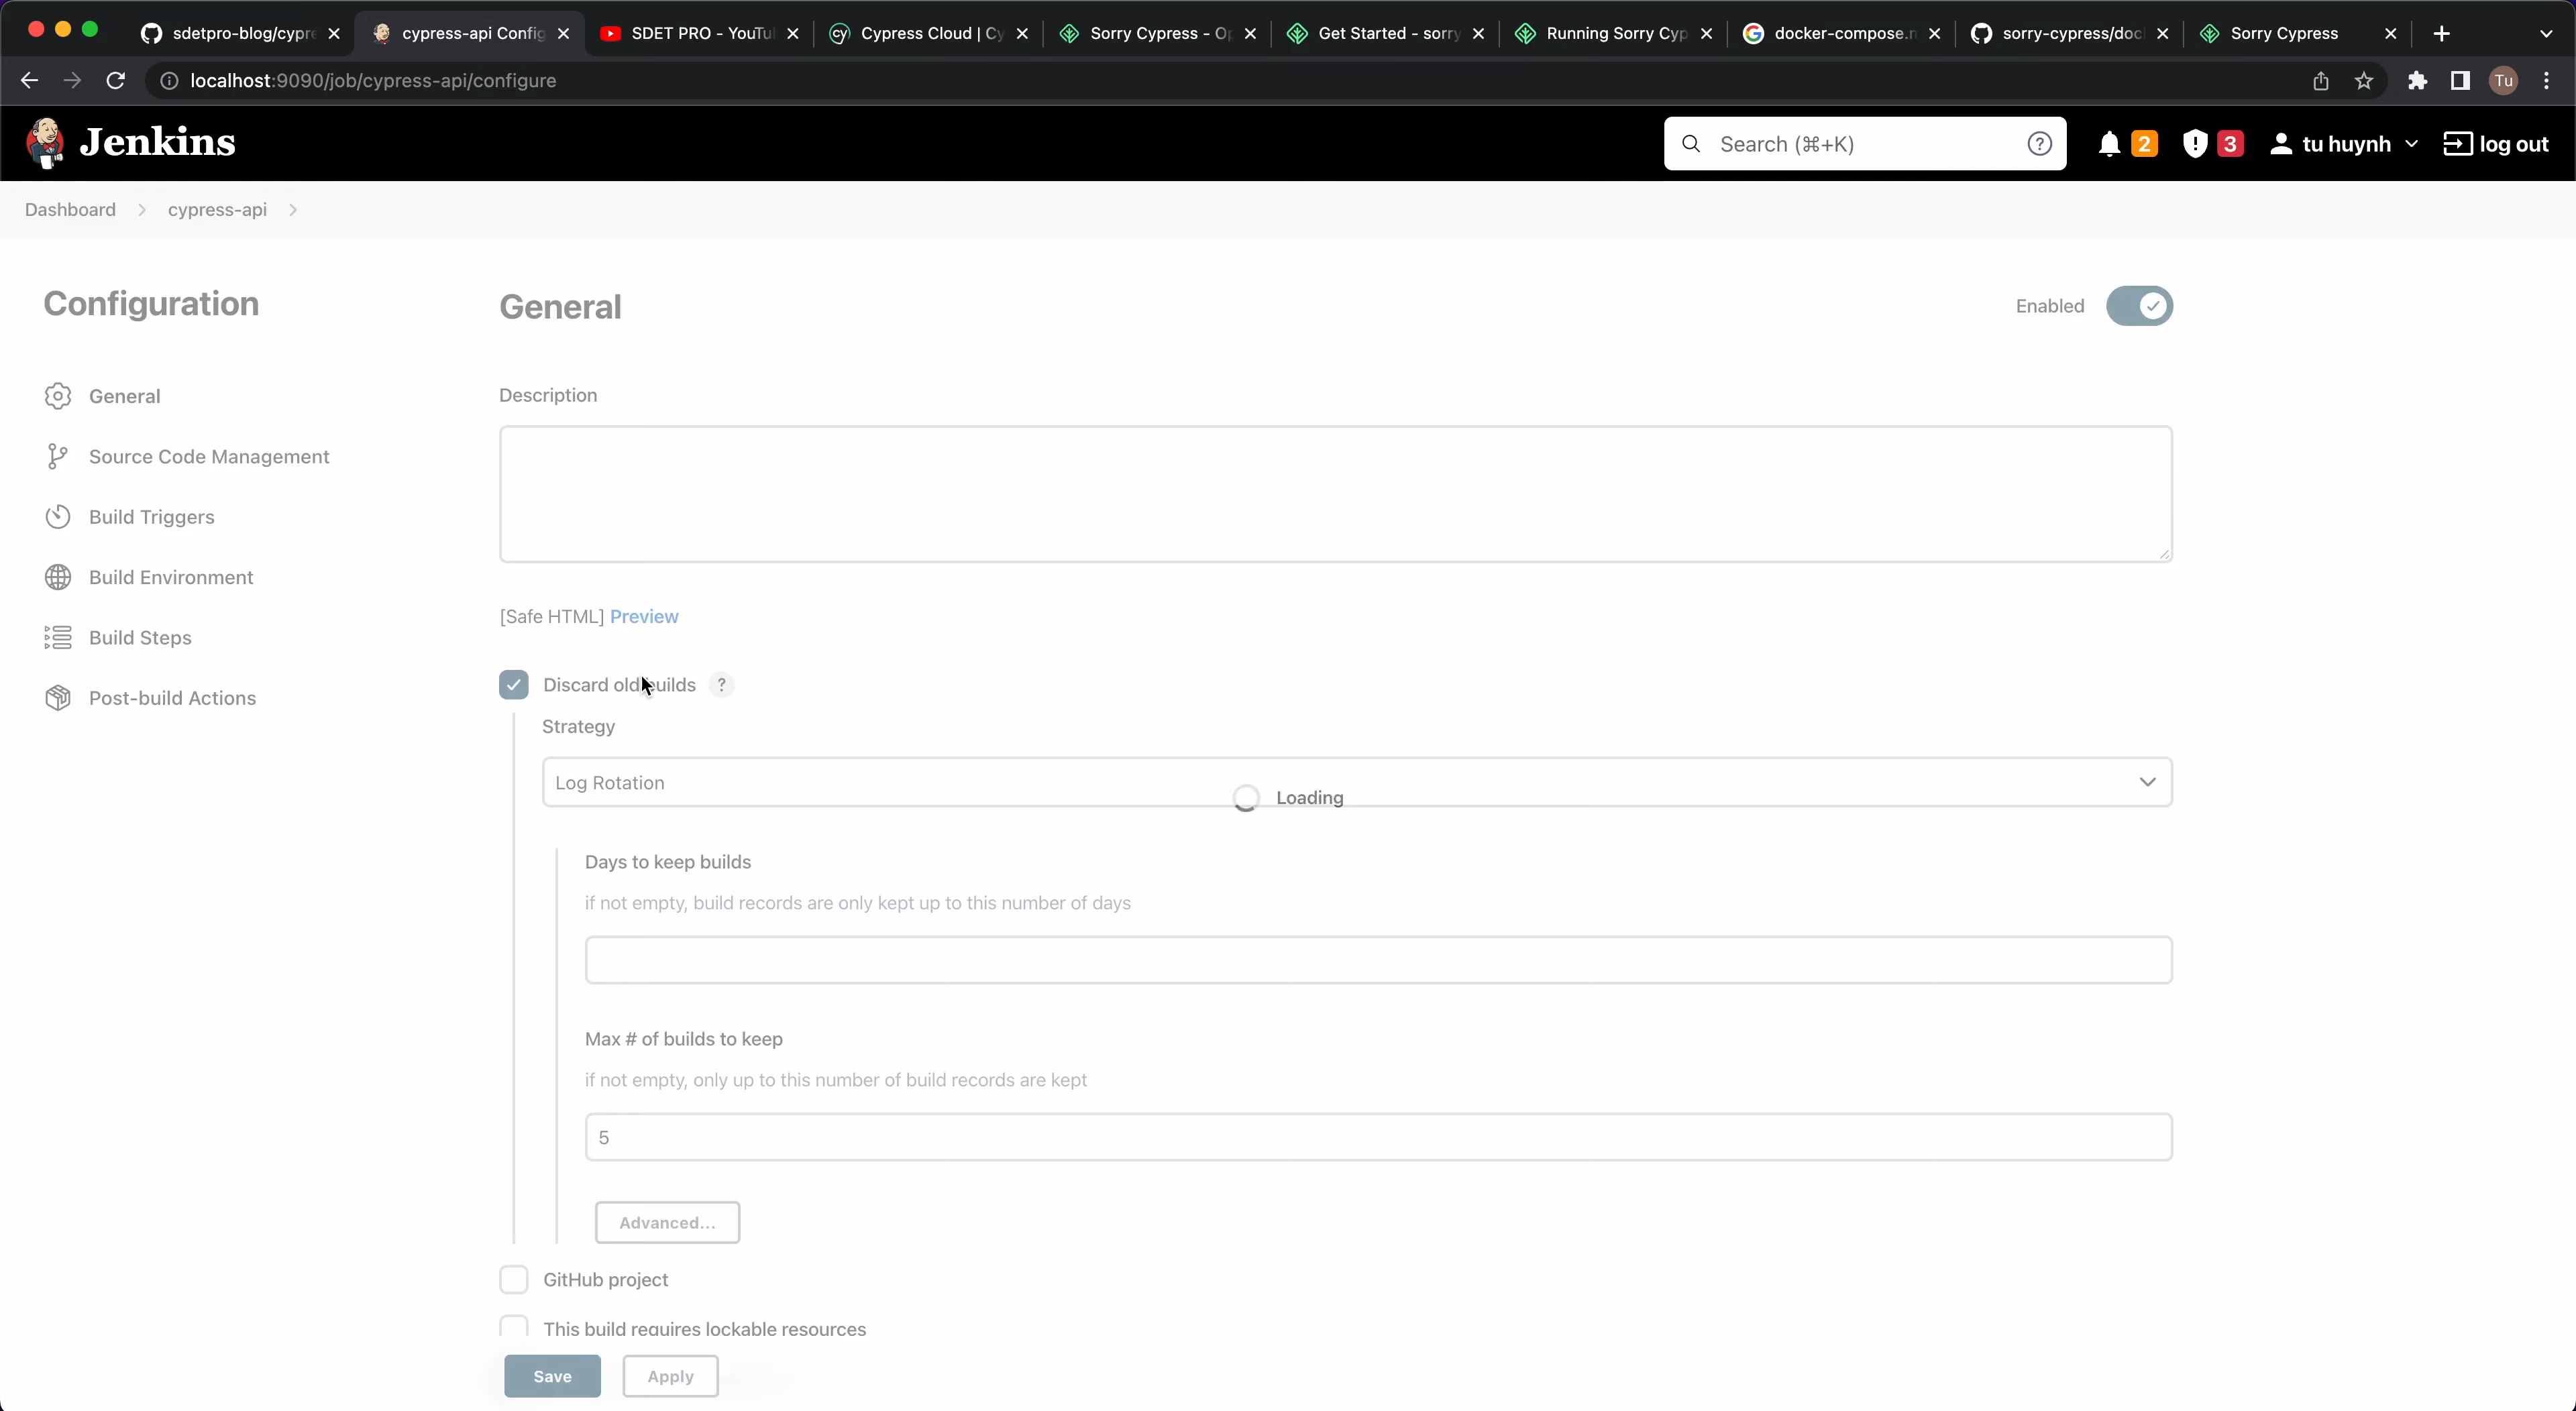 sdetpro-blog/cypre
cypress-api Config
SDET PRO - YouTu
Cypress Cloud | Cy
Sorry Cypress - Op
Get Started - sorry
Running Sorry Cyp
docker-compose.n
sorry-cypress/doc
Sorry Cypress
localhost:9090/job/cypress-api/configure
Tu
Jenkins
Search (⌘+K)
?
2
3
tu huynh
log out
Dashboard
cypress-api
Configuration
General
Enabled
General
Source Code Management
Build Triggers
Build Environment
Build Steps
Post-build Actions
Description
[Safe HTML] Preview
Discard old builds ?
Strategy
Log Rotation
Loading
Days to keep builds
if not empty, build records are only kept up to this number of days
Max # of builds to keep
if not empty, only up to this number of build records are kept
5
Advanced...
GitHub project
This build requires lockable resources
Save
Apply